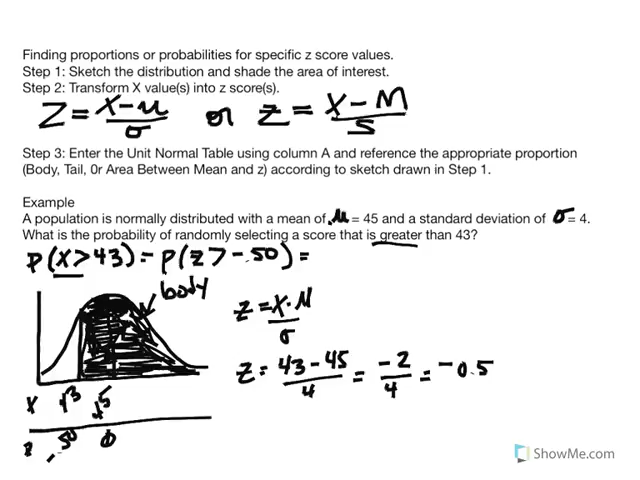 Finding proportions or probabilities for specific z score values.
Step 1: Sketch the distribution and shade the area of interest.
Step 2: Transform X value(s) into z score(s).
Z = X-μ/σ or Z = X-M/S
Step 3: Enter the Unit Normal Table using column A and reference the appropriate proportion
(Body, Tail, 0r Area Between Mean and z) according to sketch drawn in Step 1.
Example
A population is normally distributed with a mean of μ = 45 and a standard deviation of σ = 4.
What is the probability of randomly selecting a score that is greater than 43?
P(X > 43) = P(Z > -.50) =
body
Z = X-M/σ
Z = 43-45/4 = -2/4 = -0.5
X 43 45
Z -.50 0
ShowMe.com